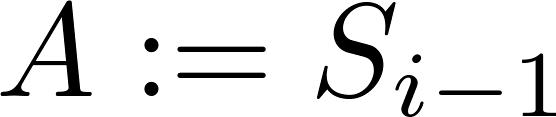 A := S_{i-1}